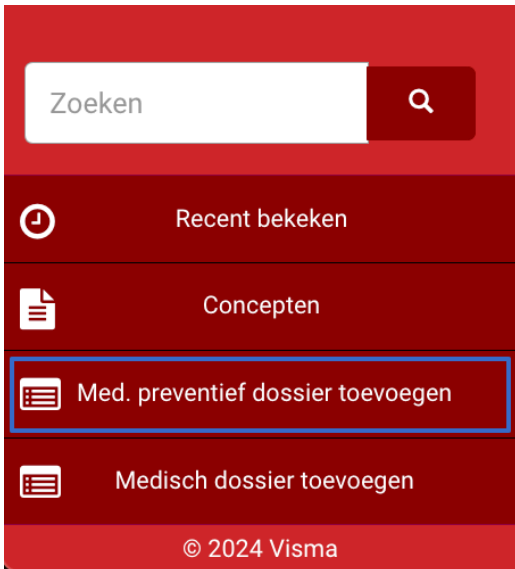 Zoeken
Recent bekeken
Concepten
Med. preventief dossier toevoegen
Medisch dossier toevoegen
© 2024 Visma